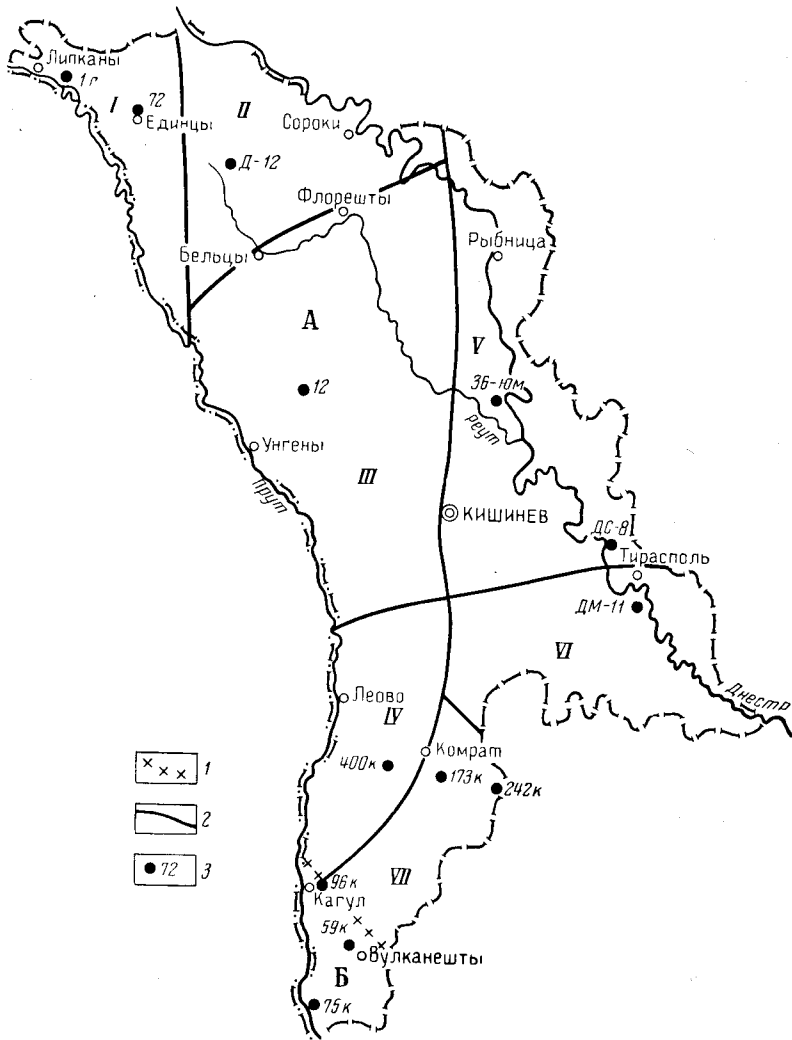 Липканы
1г
I
72
Единцы
II
Сороки
Д-12
Флорешты
Бельцы
Рыбница
А
V
12
36-юм
реут
Унгены
Прут
III
КИШИНЕВ
ДС-8
Тирасполь
ДМ-11
VI
Днестр
Леово
IV
Комрат
400к
173к
242к
1
2
72
3
96к
Кагул
VII
59к
Вулканешты
Б
75к